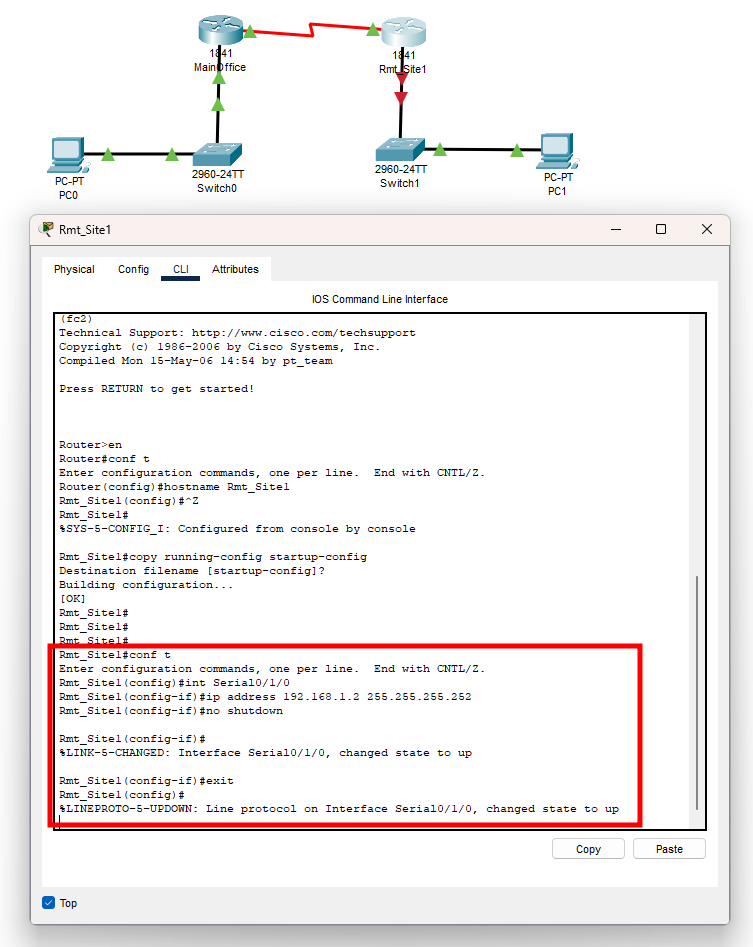 1841
MainOffice
1841
Rmt_Site1
PC-PT
PC0
2960-24TT
Switch0
2960-24TT
Switch1
PC-PT
PC1
Rmt_Site1
Physical
Config
CLI
Attributes
IOS Command Line Interface
(fc2)
Technical Support: http://www.cisco.com/techsupport
Copyright (c) 1986-2006 by Cisco Systems, Inc.
Compiled Mon 15-May-06 14:54 by pt_team
Press RETURN to get started!
Router>en
Router#conf t
Enter configuration commands, one per line.  End with CNTL/Z.
Router(config)#hostname Rmt_Site1
Rmt_Site1(config)#^Z
Rmt_Site1#
%SYS-5-CONFIG_I: Configured from console by console
Rmt_Site1#copy running-config startup-config
Destination filename [startup-config]?
Building configuration...
[OK]
Rmt_Site1#
Rmt_Site1#
Rmt_Site1#
Rmt_Site1#conf t
Enter configuration commands, one per line.  End with CNTL/Z.
Rmt_Site1(config)#int Serial0/1/0
Rmt_Site1(config-if)#ip address 192.168.1.2 255.255.255.252
Rmt_Site1(config-if)#no shutdown
Rmt_Site1(config-if)#
%LINK-5-CHANGED: Interface Serial0/1/0, changed state to up
Rmt_Site1(config-if)#exit
Rmt_Site1(config)#
%LINEPROTO-5-UPDOWN: Line protocol on Interface Serial0/1/0, changed state to up
Copy
Paste
Top